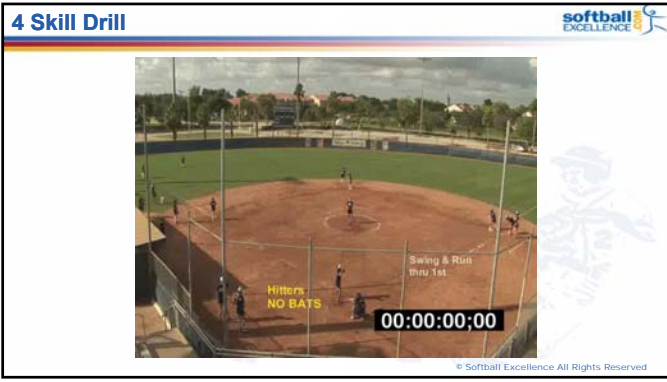 4 Skill Drill
softball
EXCELLENCE
.COM
Swing & Run
thru 1st
Hitters
NO BATS
00:00:00;00
© Softball Excellence All Rights Reserved